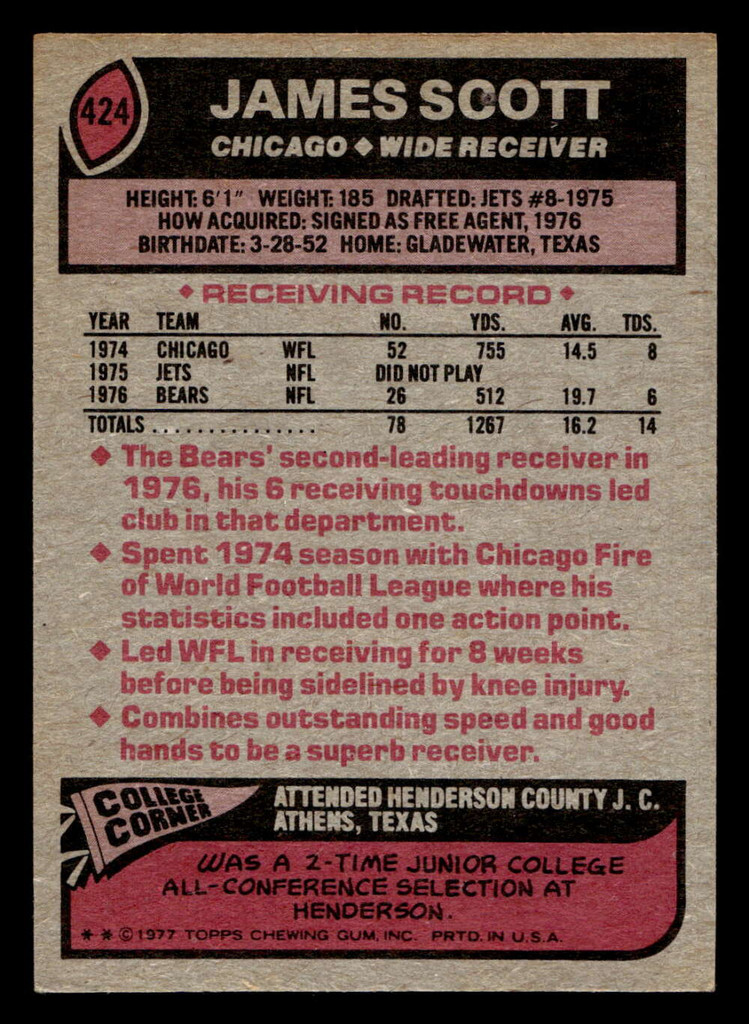 424
JAMES SCOTT
CHICAGO ◆ WIDE RECEIVER
HEIGHT: 6'1" WEIGHT: 185 DRAFTED: JETS #8-1975
HOW ACQUIRED: SIGNED AS FREE AGENT, 1976
BIRTHDATE: 3-28-52 HOME: GLADEWATER, TEXAS
◆ RECEIVING RECORD ◆
YEAR TEAM NO. YDS. AVG. TDS.
1974 CHICAGO WFL 52 755 14.5 8
1975 JETS NFL DID NOT PLAY
1976 BEARS NFL 26 512 19.7 6
TOTALS............... 78 1267 16.2 14
◆ The Bears' second-leading receiver in
1976, his 6 receiving touchdowns led
club in that department.
◆ Spent 1974 season with Chicago Fire
of World Football League where his
statistics included one action point.
◆ Led WFL in receiving for 8 weeks
before being sidelined by knee injury.
◆ Combines outstanding speed and good
hands to be a superb receiver.
COLLEGE
CORNER
ATTENDED HENDERSON COUNTY J. C.
ATHENS, TEXAS
WAS A 2-TIME JUNIOR COLLEGE
ALL-CONFERENCE SELECTION AT
HENDERSON.
* * © 1977 TOPPS CHEWING GUM, INC. PRTD. IN U.S.A.